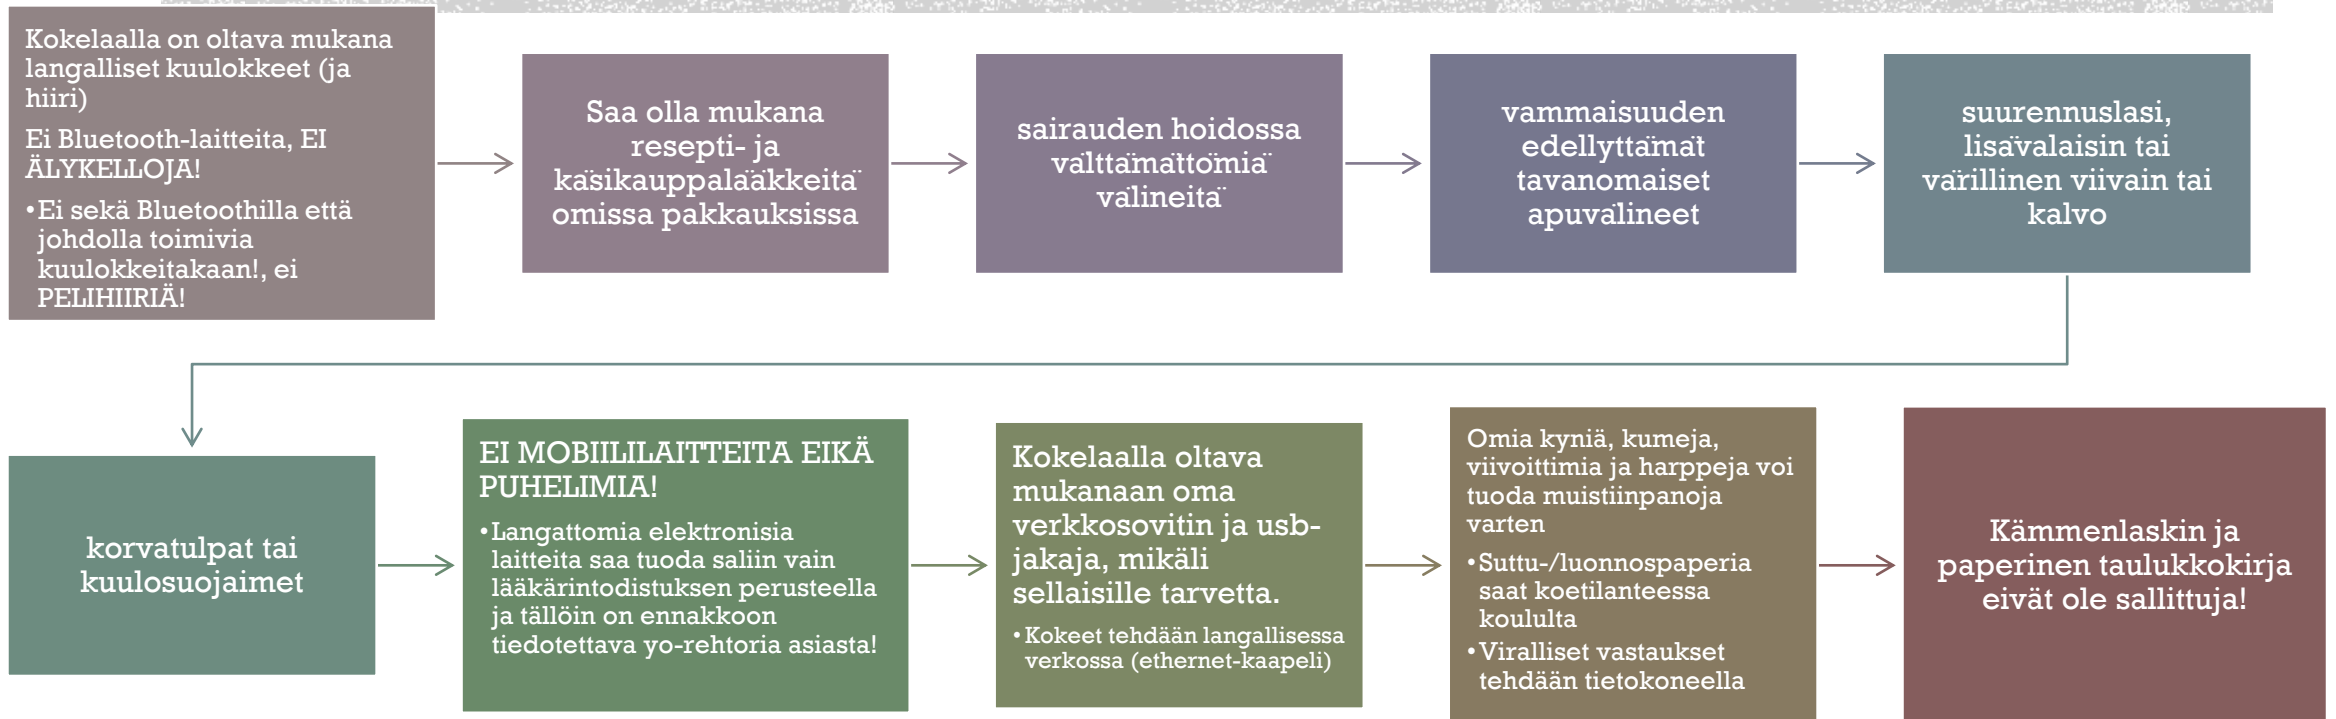 Kokelaalla on oltava mukana
langalliset kuulokkeet (ja
hiiri)
Ei Bluetooth-laitteita, EI
ÄLYKELLOJA!
•Ei sekä Bluetoothilla että
johdolla toimivia
kuulokkeitakaan!, ei
PELIHIIRIÄ!
Saa olla mukana
resepti- ja
käsikauppalääkkeitä
omissa pakkauksissa
sairauden hoidossa
välttämättömiä
välineitä
vammaisuuden
edellyttämät
tavanomaiset
apuvälineet
suurennuslasi,
lisävalaisin tai
värillinen viivain tai
kalvo
korvatulpat tai
kuulosuojaimet
EI MOBIILILAITTEITA EIKÄ
PUHELIMIA!
•Langattomia elektronisia
laitteita saa tuoda saliin vain
lääkärintodistuksen perusteella
ja tällöin on ennakkoon
tiedotettava yo-rehtoria asiasta!
Kokelaalla oltava
mukanaan oma
verkkosovitin ja usb-
jakaja, mikäli
sellaisille tarvetta.
•Kokeet tehdään langallisessa
verkossa (ethernet-kaapeli)
Omia kyniä, kumeja,
viivoittimia ja harppeja voi
tuoda muistiinpanoja
varten
•Suttu-/luonnospaperia
saat koetilanteessa
koululta
•Viralliset vastaukset
tehdään tietokoneella
Kämmenlaskin ja
paperinen taulukkokirja
eivät ole sallittuja!